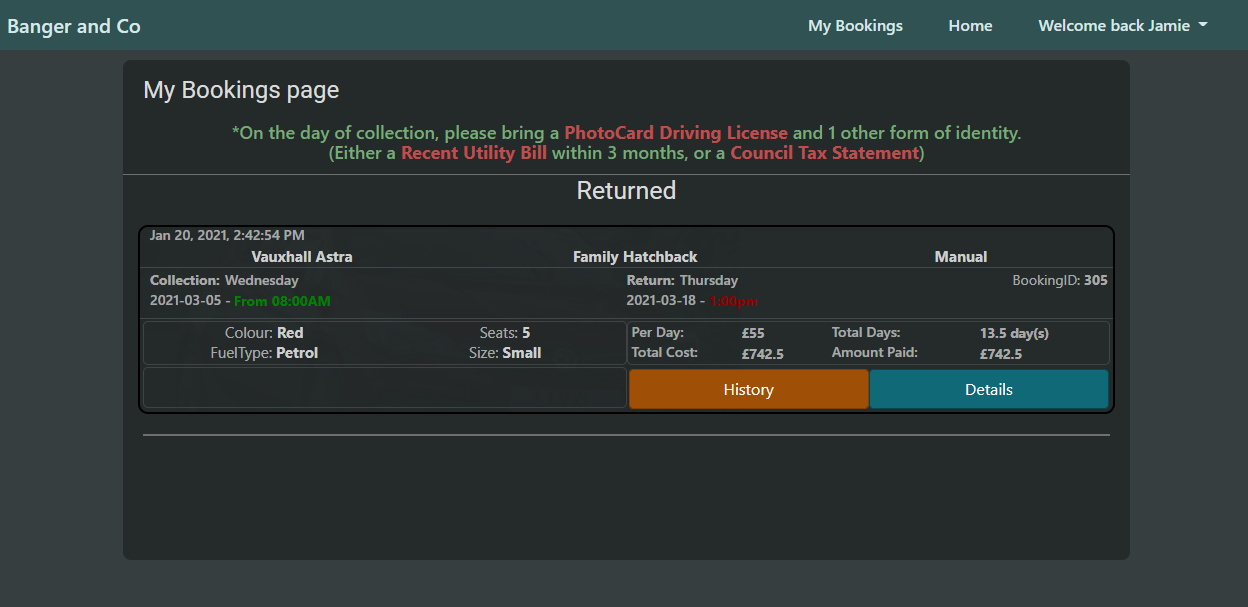 Banger and Co My Bookings Home Welcome back Jamie
My Bookings page
*On the day of collection, please bring a PhotoCard Driving License and 1 other form of identity.
(Either a Recent Utility Bill within 3 months, or a Council Tax Statement)
Returned
Jan 20, 2021, 2:42:54 PM
Vauxhall Astra Family Hatchback Manual
Collection: Wednesday Return: Thursday BookingID: 305
2021-03-05 - From 08:00AM 2021-03-18 - 1:00pm
Colour: Red Seats: 5 Per Day: £55 Total Days: 13.5 day(s)
FuelType: Petrol Size: Small Total Cost: £742.5 Amount Paid: £742.5
History Details